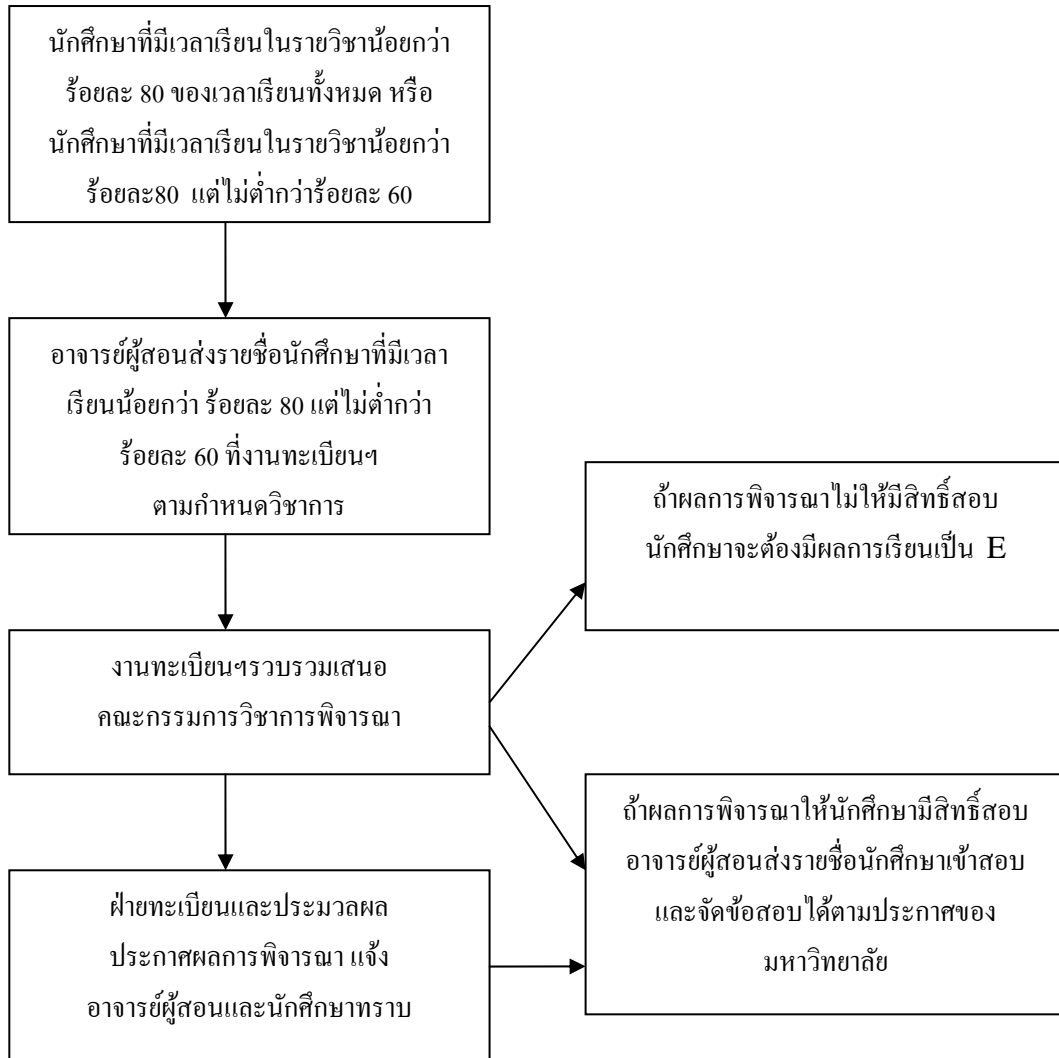 นักศึกษาที่มีเวลาเรียนในรายวิชาน้อยกว่า
ร้อยละ 80 ของเวลาเรียนทั้งหมด หรือ
นักศึกษาที่มีเวลาเรียนในรายวิชาน้อยกว่า
ร้อยละ80 แต่ไม่ต่ำกว่าร้อยละ 60
อาจารย์ผู้สอนส่งรายชื่อนักศึกษาที่มีเวลา
เรียนน้อยกว่า ร้อยละ 80 แต่ไม่ต่ำกว่า
ร้อยละ 60 ที่งานทะเบียนฯ
ตามกำหนดวิชาการ
ถ้าผลการพิจารณาไม่ให้มีสิทธิ์สอบ
นักศึกษาจะต้องมีผลการเรียนเป็น E
งานทะเบียนฯรวบรวมเสนอ
คณะกรรมการวิชาการพิจารณา
ถ้าผลการพิจารณาให้นักศึกษามีสิทธิ์สอบ
อาจารย์ผู้สอนส่งรายชื่อนักศึกษาเข้าสอบ
และจัดข้อสอบได้ตามประกาศของ
มหาวิทยาลัย
ฝ่ายทะเบียนและประมวลผล
ประกาศผลการพิจารณา แจ้ง
อาจารย์ผู้สอนและนักศึกษาทราบ